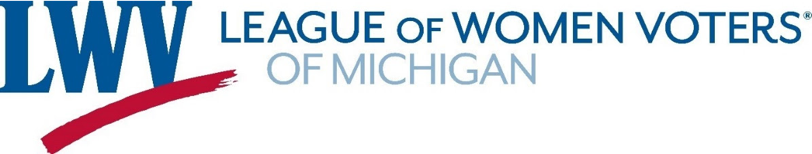 LWV
LEAGUE OF WOMEN VOTERS®
OF MICHIGAN